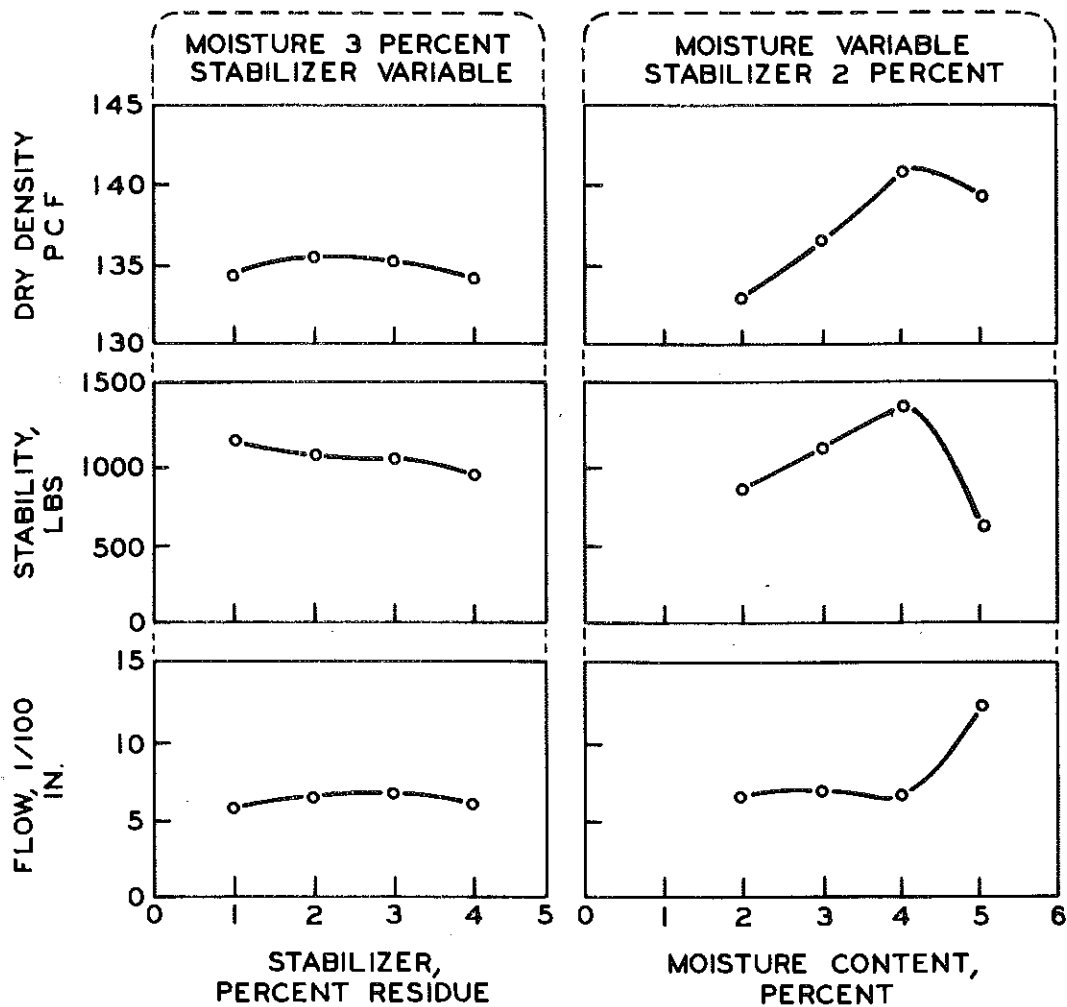 MOISTURE 3 PERCENT
STABILIZER VARIABLE
MOISTURE VARIABLE
STABILIZER 2 PERCENT
DRY DENSITY
PCF
145
140
135
130
STABILITY,
LBS
1500
1000
500
0
FLOW, 1/100
IN.
15
10
5
0
0 1 2 3 4 5
0 1 2 3 4 5 6
STABILIZER,
PERCENT RESIDUE
MOISTURE CONTENT,
PERCENT